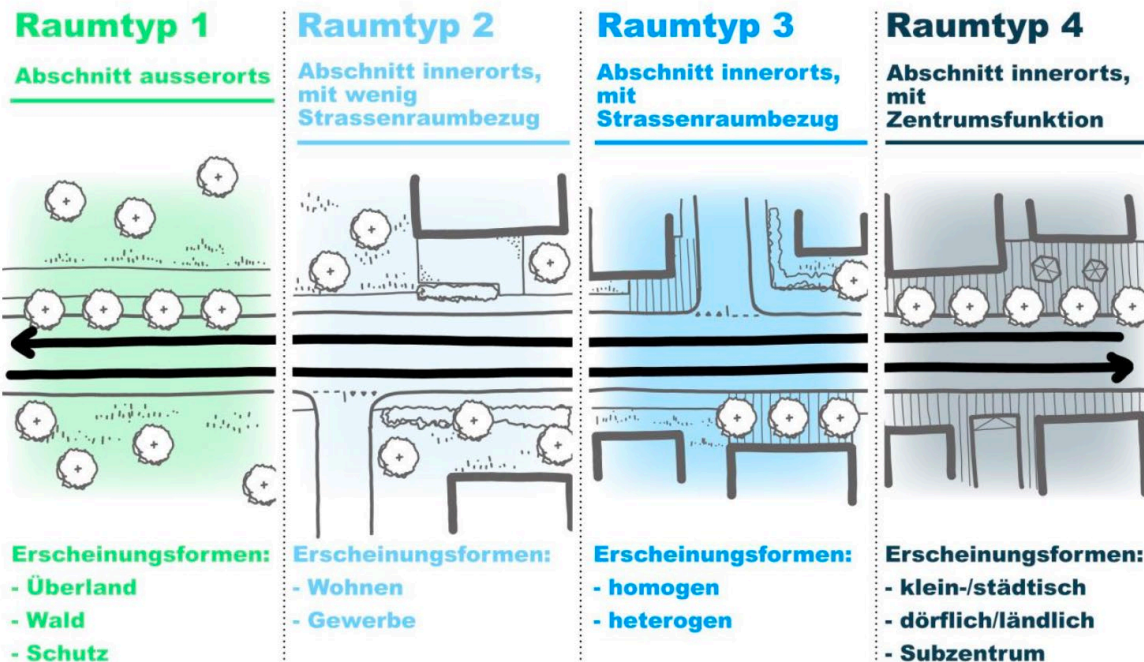 Raumtyp 1
Abschnitt ausserorts
Erscheinungsformen:
- Überland
- Wald
- Schutz
Raumtyp 2
Abschnitt innerorts,
mit wenig
Strassenraumbezug
Erscheinungsformen:
- Wohnen
- Gewerbe
Raumtyp 3
Abschnitt innerorts,
mit
Strassenraumbezug
Erscheinungsformen:
- homogen
- heterogen
Raumtyp 4
Abschnitt innerorts,
mit
Zentrumsfunktion
Erscheinungsformen:
- klein-/städtisch
- dörflich/ländlich
- Subzentrum